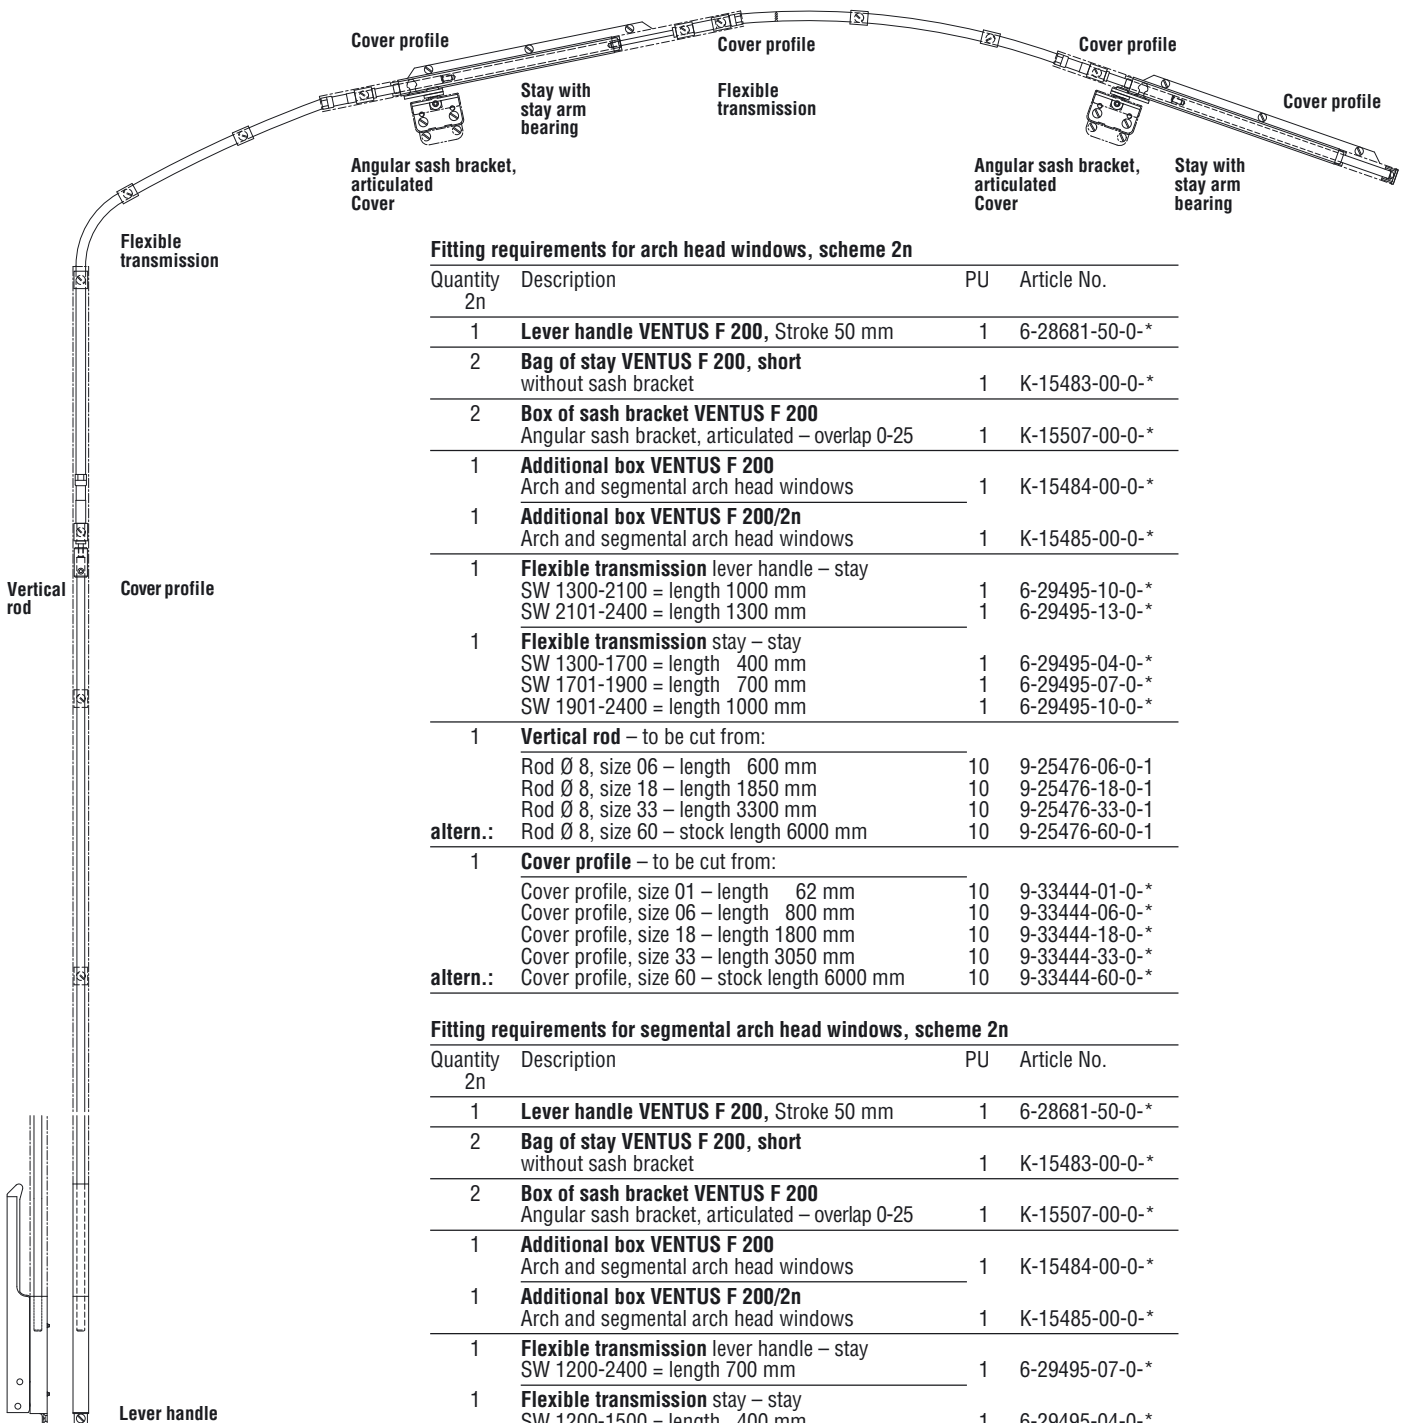 Cover profile
Cover profile
Cover profile
Cover profile
Stay with
stay arm
bearing
Flexible
transmission
Angular sash bracket,
articulated
Cover
Angular sash bracket,
articulated
Cover
Stay with
stay arm
bearing
Flexible
transmission
Vertical
rod
Cover profile
Lever handle
Fitting requirements for arch head windows, scheme 2n
Quantity Description PU Article No.
2n
1 Lever handle VENTUS F 200, Stroke 50 mm 1 6-28681-50-0-*
2 Bag of stay VENTUS F 200, short
without sash bracket 1 K-15483-00-0-*
2 Box of sash bracket VENTUS F 200
Angular sash bracket, articulated – overlap 0-25 1 K-15507-00-0-*
1 Additional box VENTUS F 200
Arch and segmental arch head windows 1 K-15484-00-0-*
1 Additional box VENTUS F 200/2n
Arch and segmental arch head windows 1 K-15485-00-0-*
1 Flexible transmission lever handle – stay
SW 1300-2100 = length 1000 mm 1 6-29495-10-0-*
SW 2101-2400 = length 1300 mm 1 6-29495-13-0-*
1 Flexible transmission stay – stay
SW 1300-1700 = length 400 mm 1 6-29495-04-0-*
SW 1701-1900 = length 700 mm 1 6-29495-07-0-*
SW 1901-2400 = length 1000 mm 1 6-29495-10-0-*
1 Vertical rod – to be cut from:
Rod Ø 8, size 06 – length 600 mm 10 9-25476-06-0-1
Rod Ø 8, size 18 – length 1850 mm 10 9-25476-18-0-1
Rod Ø 8, size 33 – length 3300 mm 10 9-25476-33-0-1
altern.: Rod Ø 8, size 60 – stock length 6000 mm 10 9-25476-60-0-1
1 Cover profile – to be cut from:
Cover profile, size 01 – length 62 mm 10 9-33444-01-0-*
Cover profile, size 06 – length 800 mm 10 9-33444-06-0-*
Cover profile, size 18 – length 1800 mm 10 9-33444-18-0-*
Cover profile, size 33 – length 3050 mm 10 9-33444-33-0-*
altern.: Cover profile, size 60 – stock length 6000 mm 10 9-33444-60-0-*
Fitting requirements for segmental arch head windows, scheme 2n
Quantity Description PU Article No.
2n
1 Lever handle VENTUS F 200, Stroke 50 mm 1 6-28681-50-0-*
2 Bag of stay VENTUS F 200, short
without sash bracket 1 K-15483-00-0-*
2 Box of sash bracket VENTUS F 200
Angular sash bracket, articulated – overlap 0-25 1 K-15507-00-0-*
1 Additional box VENTUS F 200
Arch and segmental arch head windows 1 K-15484-00-0-*
1 Additional box VENTUS F 200/2n
Arch and segmental arch head windows 1 K-15485-00-0-*
1 Flexible transmission lever handle – stay
SW 1200-2400 = length 700 mm 1 6-29495-07-0-*
1 Flexible transmission stay – stay
SW 1200-1500 = length 400 mm 1 6-29495-04-0-*